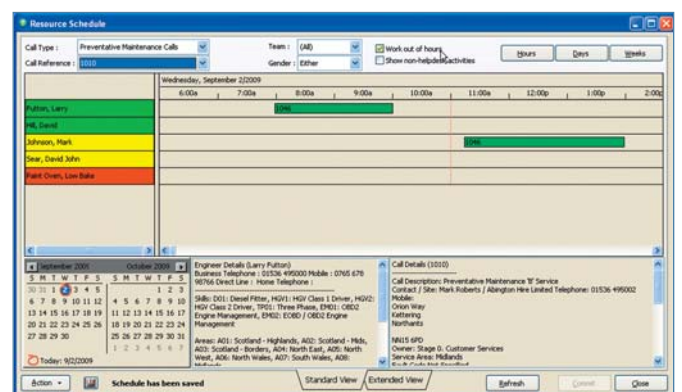 Resource Schedule
Call Type : Preventative Maintenance Calls
Team : (All)
Work out of hours
Hours Days Weeks
Call Reference : 1010
Gender : Either
Show non-helpdesk activities
Wednesday, September 2/2009
6:00a 7:00a 8:00a 9:00a 10:00a 11:00a 12:00p 1:00p 2:00p
Futton, Larry
1046
Hill, David
Johnson, Mark
1046
Sear, David John
Paint Oven, Low Bake
September 2009 October 2009
S M T W T F S S M T W T F S
30 31 1 2 3 4 5 1 2 3
6 7 8 9 10 11 12 4 5 6 7 8 9 10
13 14 15 16 17 18 19 11 12 13 14 15 16 17
20 21 22 23 24 25 26 18 19 20 21 22 23 24
27 28 29 30 25 26 27 28 29 30 31
1 2 3 4 5 6 7
Today: 9/2/2009
Engineer Details (Larry Futton)
Business Telephone : 01536 495000 Mobile : 0765 678
98766 Direct Line : Home Telephone :
Skills: D01: Diesel Fitter, HGV1: HGV Class 1 Driver, HGV2:
HGV Class 2 Driver, TP01: Three Phase, EM01: OBD2
Engine Management, EM02: EOBD / OBD2 Engine
Management
Areas: A01: Scotland - Highlands, A02: Scotland - Mids,
A03: Scotland - Borders, A04: North East, A05: North
West, A06: North Wales, A07: South Wales, A08:
Midlands
Call Details (1010)
Call Description: Preventative Maintenance 'B' Service
Contact / Site: Mark Roberts / Abington Hire Limited Telephone: 01536 495002
Mobile:
Orion Way
Kettering
Northants
NN15 6PD
Owner: Stage 0. Customer Services
Service Area: Midlands
Fault Code Not Specified
Action
Schedule has been saved
Standard View Extended View
Refresh Commit Close